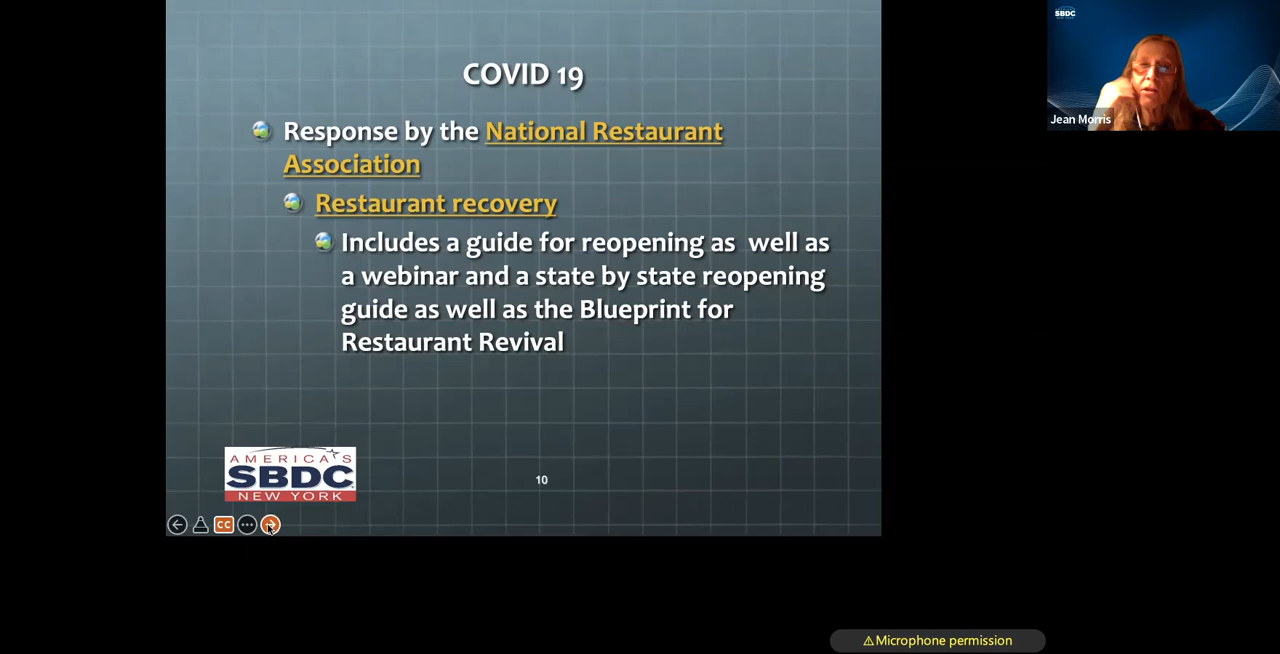 COVID 19
Response by the National Restaurant
Association
Restaurant recovery
Includes a guide for reopening as  well as
a webinar and a state by state reopening
guide as well as the Blueprint for
Restaurant Revival
AMERICA'S
SBDC
NEW YORK
10
CC
SBDC
NEW YORK
Jean Morris
⚠Microphone permission